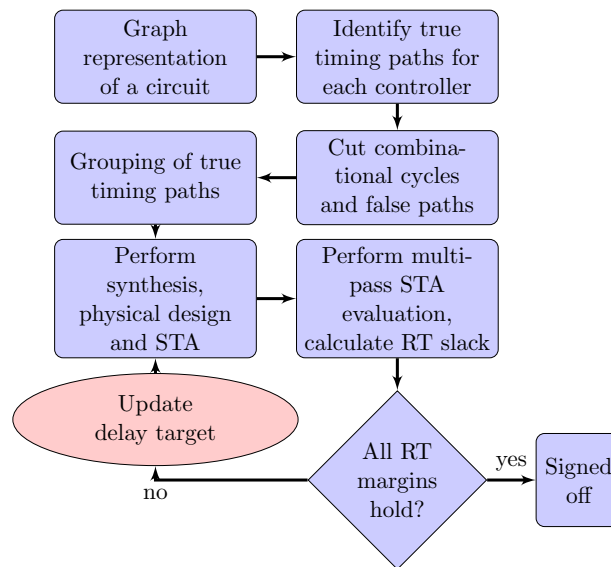 Graph
representation
of a circuit
Identify true
timing paths for
each controller
Grouping of true
timing paths
Cut combina-
tional cycles
and false paths
Perform
synthesis,
physical design
and STA
Perform multi-
pass STA
evaluation,
calculate RT slack
Update
delay target
All RT
margins
hold?
no
yes
Signed
off